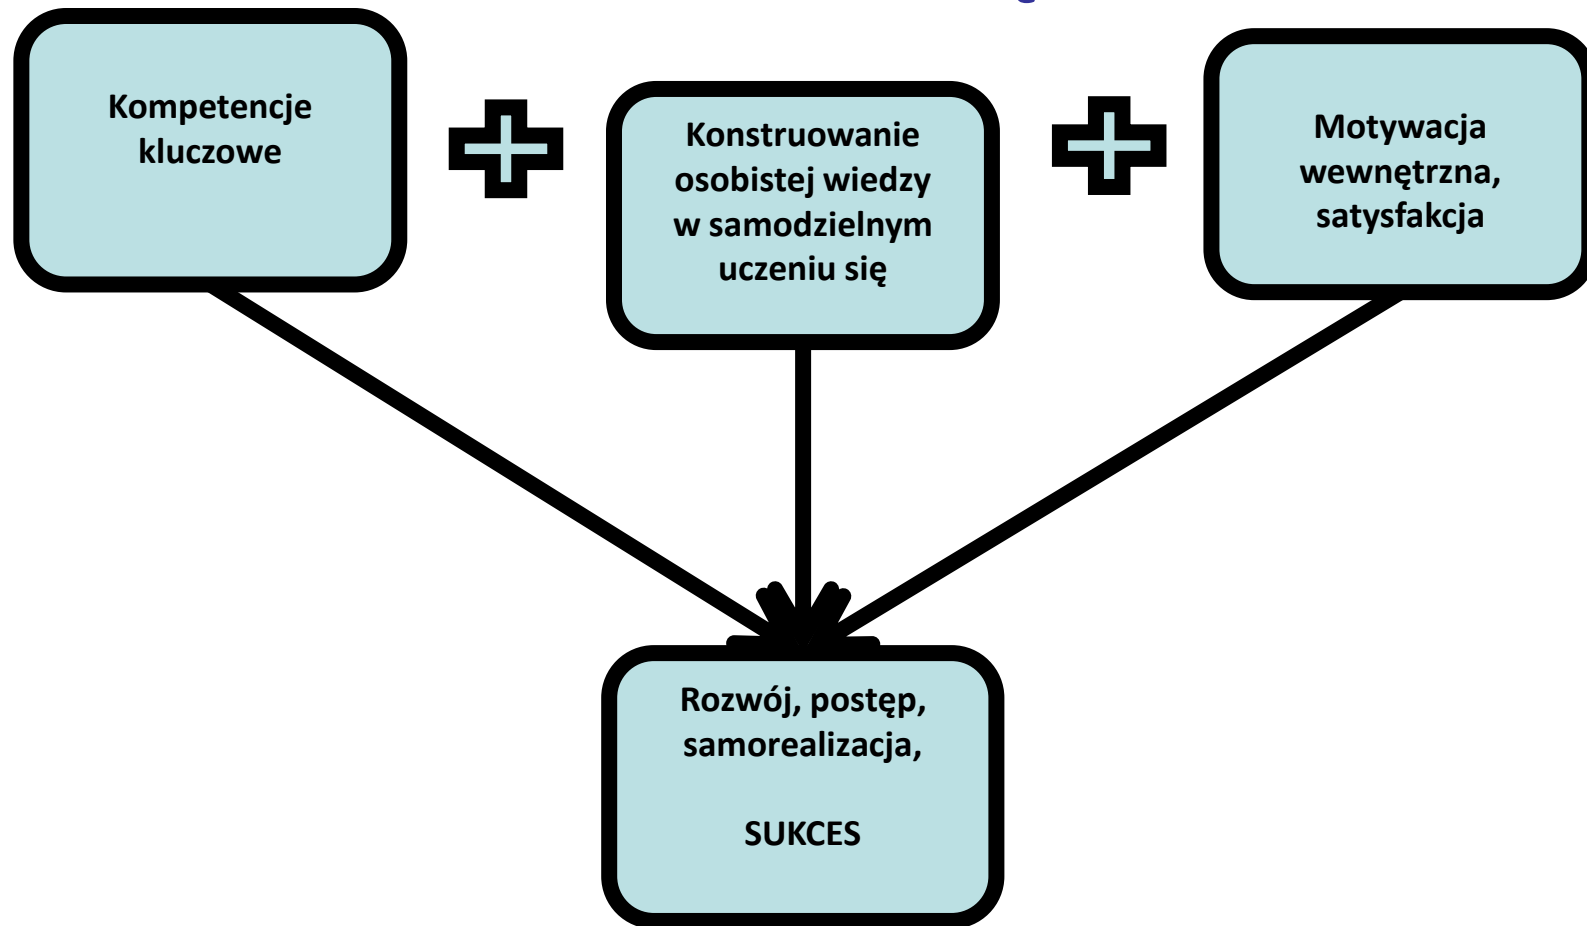 Kompetencje
kluczowe
Konstruowanie
osobistej wiedzy
w samodzielnym
uczeniu się
Motywacja
wewnętrzna,
satysfakcja
Rozwój, postęp,
samorealizacja,
SUKCES